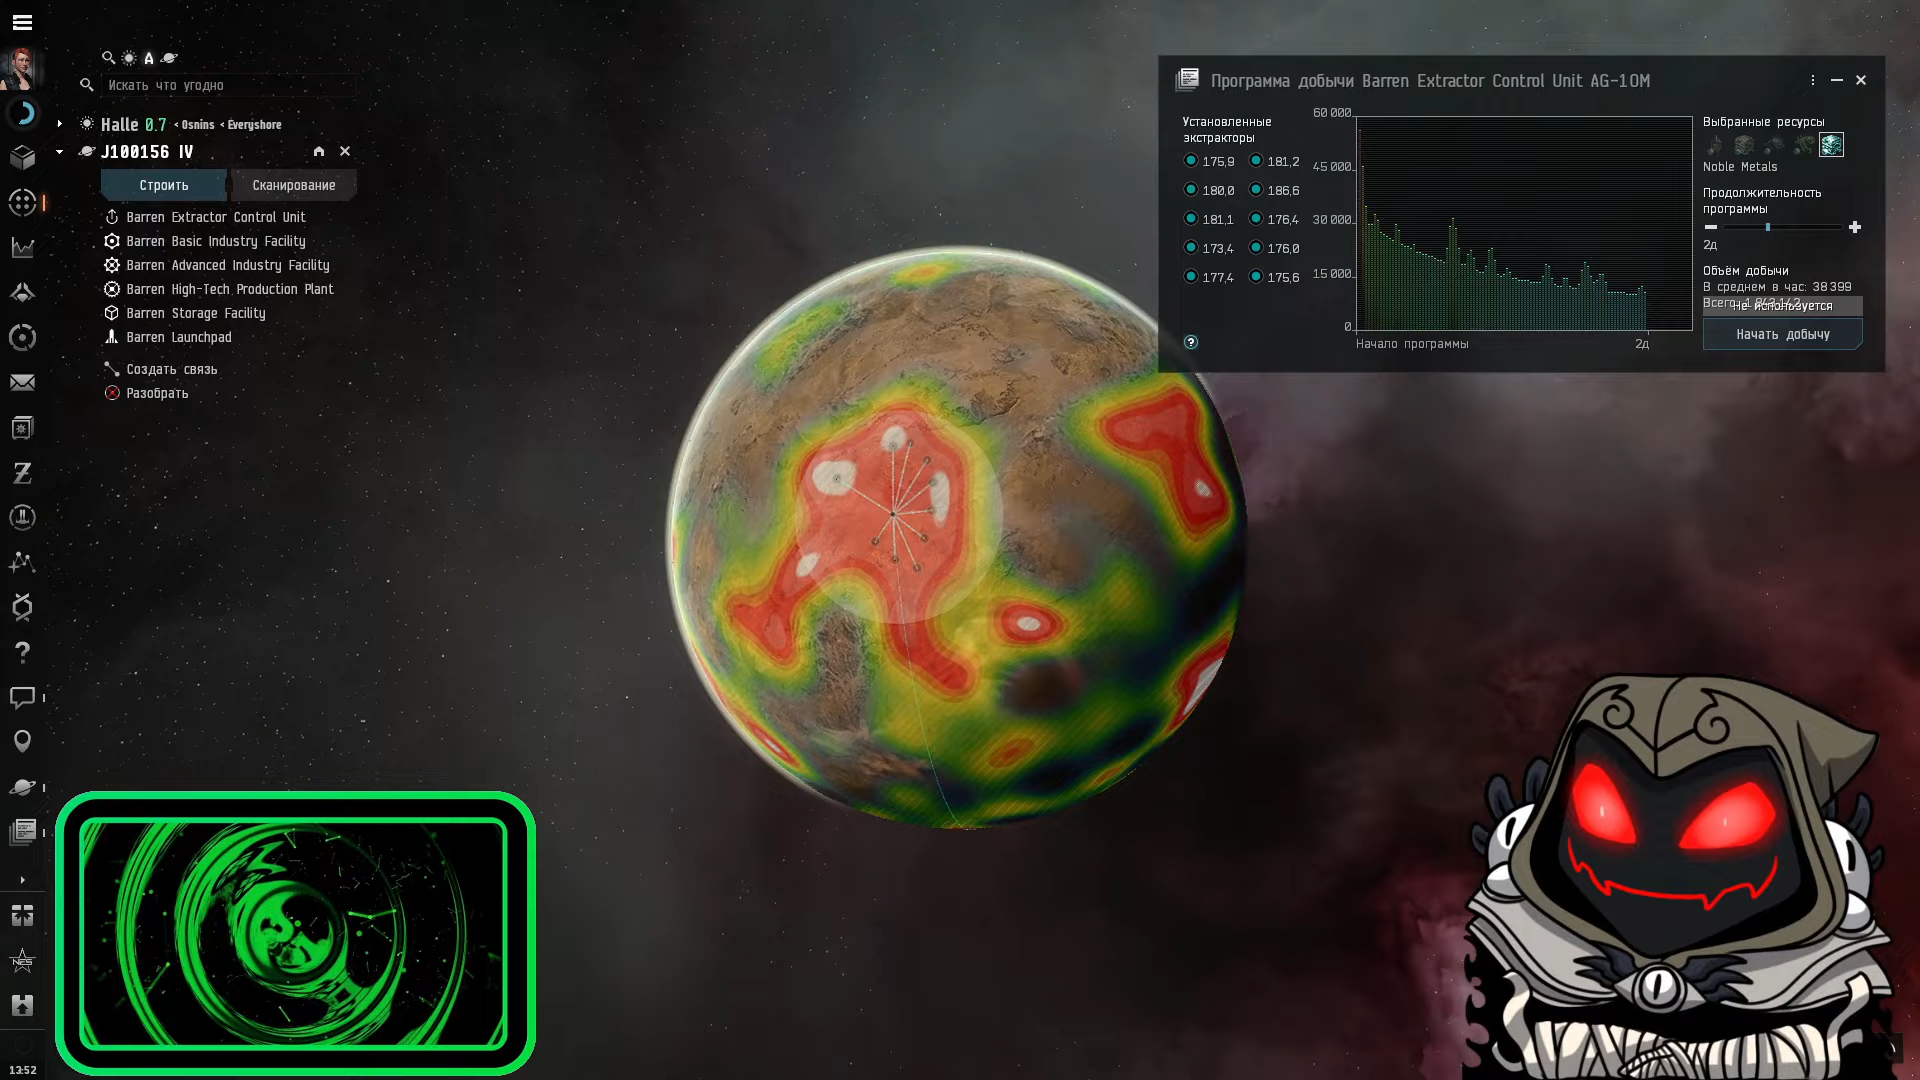 Искать что угодно
Halle 0.7 < Osnins < Everyshore
J100156 IV
Строить
Сканирование
Barren Extractor Control Unit
Barren Basic Industry Facility
Barren Advanced Industry Facility
Barren High-Tech Production Plant
Barren Storage Facility
Barren Launchpad
Создать связь
Разобрать
Программа добычи Barren Extractor Control Unit AG-10M
Установленные
экстракторы
175,9 181,2
180,0 186,6
181,1 176,4
173,4 176,0
177,4 175,6
60 000
45 000
30 000
15 000
0
Начало программы
2д
Выбранные ресурсы
Noble Metals
Продолжительность
программы
2д
Объём добычи
В среднем в час: 38 399
Всего:
Не используется
Начать добычу
NES
13:52